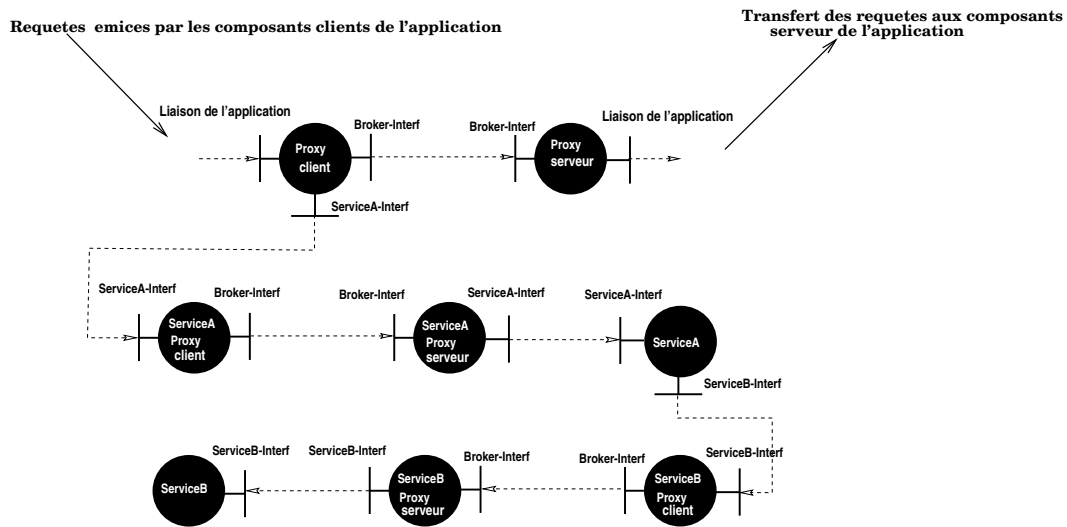 Requetes emices par les composants clients de l'application
Transfert des requetes aux composants
serveur de l'application
Liaison de l'application
Broker-Interf
Broker-Interf
Liaison de l'application
Proxy
client
Proxy
serveur
ServiceA-Interf
ServiceA-Interf
Broker-Interf
Broker-Interf
ServiceA-Interf
ServiceA-Interf
ServiceA
Proxy
client
ServiceA
Proxy
serveur
ServiceA
ServiceB-Interf
ServiceB-Interf
ServiceB-Interf
Broker-Interf
Broker-Interf
ServiceB-Interf
ServiceB
ServiceB
Proxy
serveur
ServiceB
Proxy
client